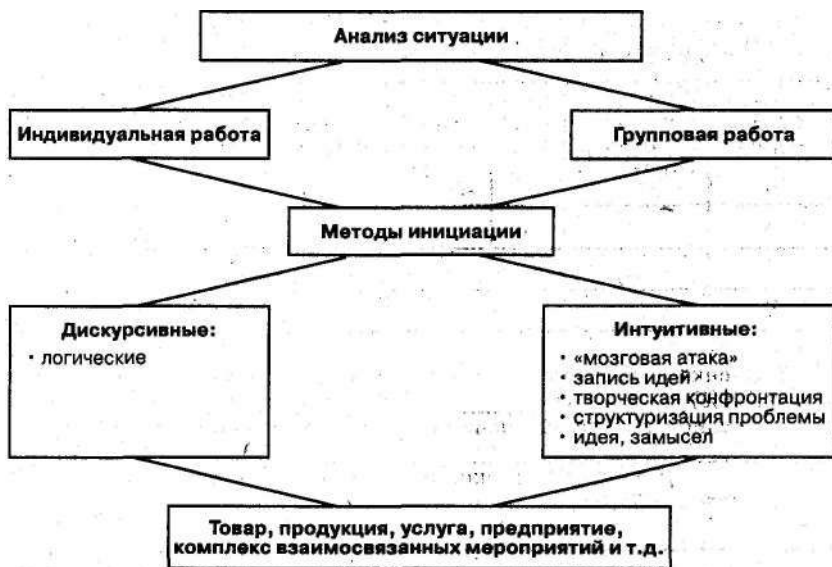 Анализ ситуации
Индивидуальная работа
Групповая работа
Методы инициации
Дискурсивные:
· логические
Интуитивные:
· «мозговая атака»
· запись идей
· творческая конфронтация
· структуризация проблемы
· идея, замысел
Товар, продукция, услуга, предприятие,
комплекс взаимосвязанных мероприятий и т.д.